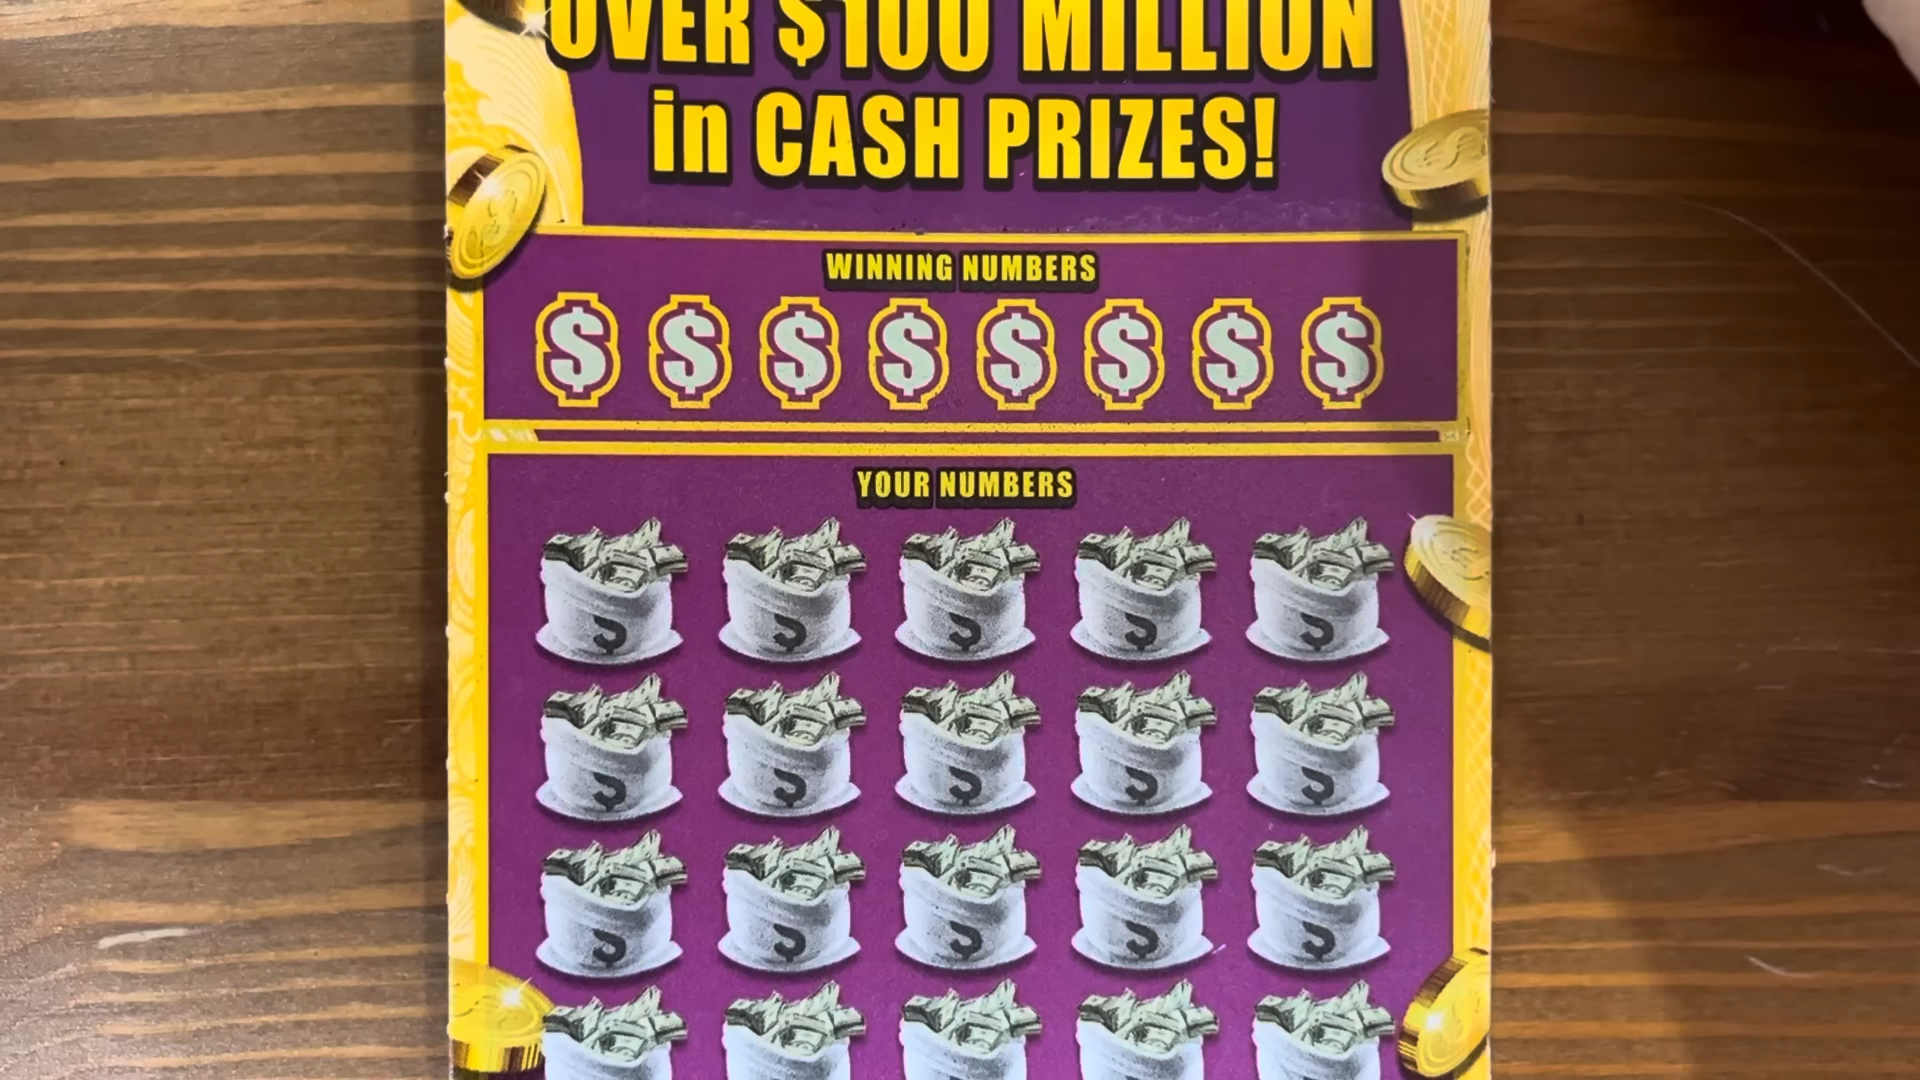 OVER $100 MILLION
in CASH PRIZES!
WINNING NUMBERS
$ $ $ $ $ $ $ $
YOUR NUMBERS